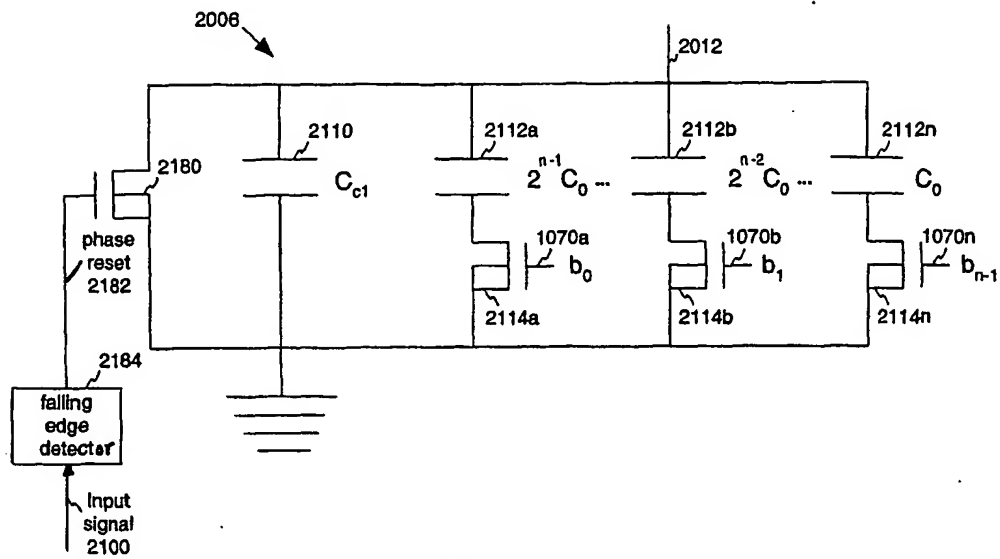 2006
2012
2110
2112a
2112b
2112n
2180
C_c1
2^n-1 C_0 ...
2^n-2 C_0 ...
C_0
phase
reset
2182
1070a
b_0
1070b
b_1
1070n
b_n-1
2114a
2114b
2114n
2184
falling
edge
detector
Input
signal
2100